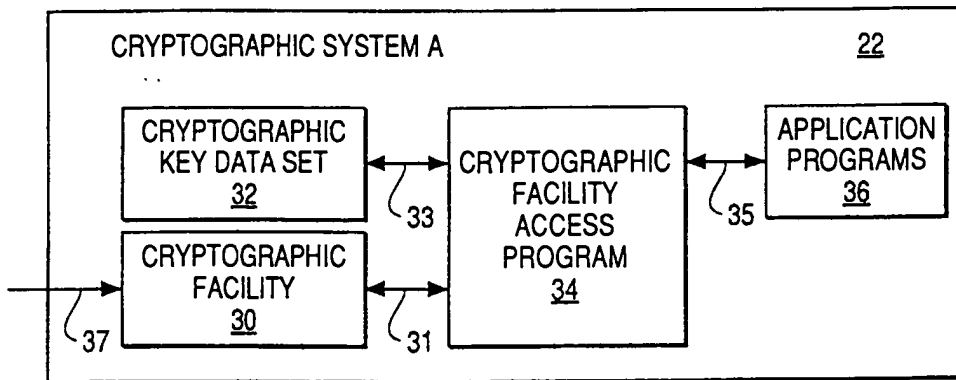 CRYPTOGRAPHIC SYSTEM A
22
CRYPTOGRAPHIC
KEY DATA SET
32
33
CRYPTOGRAPHIC
FACILITY
30
37
31
CRYPTOGRAPHIC
FACILITY
ACCESS
PROGRAM
34
35
APPLICATION
PROGRAMS
36